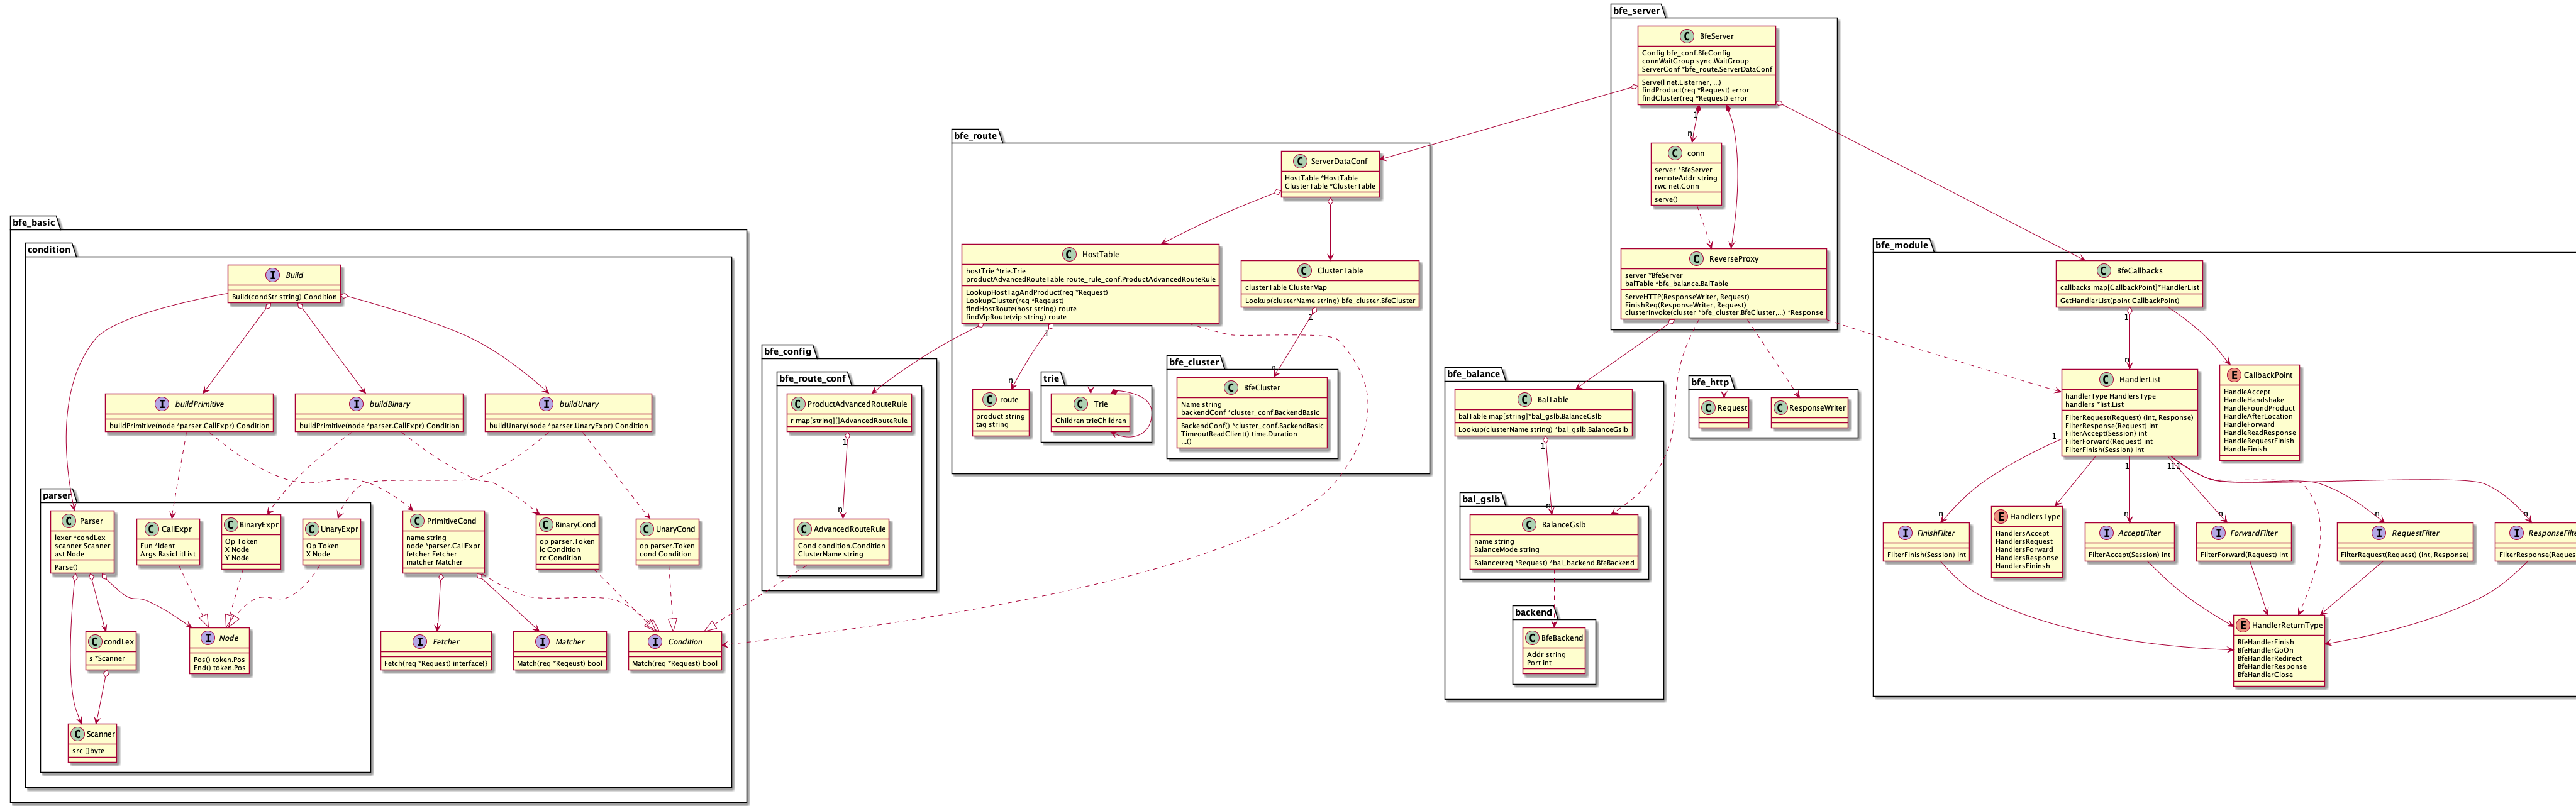 bfe_server
C BfeServer
Config bfe_conf.BfeConfig
connWaitGroup sync.WaitGroup
ServerConf *bfe_route.ServerDataConf
Serve(l net.Listerner, ...)
findProduct(req *Request) error
findCluster(req *Request) error
1
n
C conn
server *BfeServer
remoteAddr string
rwc net.Conn
serve()
C ReverseProxy
server *BfeServer
balTable *bfe_balance.BalTable
ServeHTTP(ResponseWriter, Request)
FinishReq(ResponseWriter, Request)
clusterInvoke(cluster *bfe_cluster.BfeCluster,...) *Response
bfe_route
C ServerDataConf
HostTable *HostTable
ClusterTable *ClusterTable
C HostTable
hostTrie *trie.Trie
productAdvancedRouteTable route_rule_conf.ProductAdvancedRouteRule
LookupHostTagAndProduct(req *Request)
LookupCluster(req *Reqeust)
findHostRoute(host string) route
findVipRoute(vip string) route
1
n
C ClusterTable
clusterTable ClusterMap
Lookup(clusterName string) bfe_cluster.BfeCluster
1
n
C route
product string
tag string
trie
C Trie
Children trieChildren
bfe_cluster
C BfeCluster
Name string
backendConf *cluster_conf.BackendBasic
BackendConf() *cluster_conf.BackendBasic
TimeoutReadClient() time.Duration
...()
bfe_basic
condition
I Build
Build(condStr string) Condition
I buildPrimitive
buildPrimitive(node *parser.CallExpr) Condition
I buildBinary
buildPrimitive(node *parser.CallExpr) Condition
I buildUnary
buildUnary(node *parser.UnaryExpr) Condition
parser
C Parser
lexer *condLex
scanner Scanner
ast Node
Parse()
C CallExpr
Fun *Ident
Args BasicLitList
C BinaryExpr
Op Token
X Node
Y Node
C UnaryExpr
Op Token
X Node
C PrimitiveCond
name string
node *parser.CallExpr
fetcher Fetcher
matcher Matcher
C BinaryCond
op parser.Token
lc Condition
rc Condition
C UnaryCond
op parser.Token
cond Condition
C condLex
s *Scanner
I Node
Pos() token.Pos
End() token.Pos
I Fetcher
Fetch(req *Request) interface{}
I Matcher
Match(req *Reqeust) bool
I Condition
Match(req *Request) bool
C Scanner
src []byte
bfe_config
bfe_route_conf
C ProductAdvancedRouteRule
r map[string][]AdvancedRouteRule
1
n
C AdvancedRouteRule
Cond condition.Condition
ClusterName string
bfe_balance
C BalTable
balTable map[string]*bal_gslb.BalanceGslb
Lookup(clusterName string) *bal_gslb.BalanceGslb
1
n
bal_gslb
C BalanceGslb
name string
BalanceMode string
Balance(req *Request) *bal_backend.BfeBackend
backend
C BfeBackend
Addr string
Port int
bfe_http
C Request
C ResponseWriter
bfe_module
C BfeCallbacks
callbacks map[CallbackPoint]*HandlerList
GetHandlerList(point CallbackPoint)
1
n
C HandlerList
handlerType HandlersType
handlers *list.List
FilterRequest(Request) (int, Response)
FilterResponse(Request) int
FilterAccept(Session) int
FilterForward(Request) int
FilterFinish(Session) int
E CallbackPoint
HandleAccept
HandleHandshake
HandleFoundProduct
HandleAfterLocation
HandleForward
HandleReadResponse
HandleRequestFinish
HandleFinish
1
1
1
1
1
n
n
n
n
n
I FinishFilter
FilterFinish(Session) int
E HandlersType
HandlersAccept
HandlersRequest
HandlersForward
HandlersResponse
HandlersFininsh
I AcceptFilter
FilterAccept(Session) int
I ForwardFilter
FilterForward(Request) int
I RequestFilter
FilterRequest(Request) (int, Response)
I ResponseFilte
FilterResponse(Reques
E HandlerReturnType
BfeHandlerFinish
BfeHandlerGoOn
BfeHandlerRedirect
BfeHandlerResponse
BfeHandlerClose